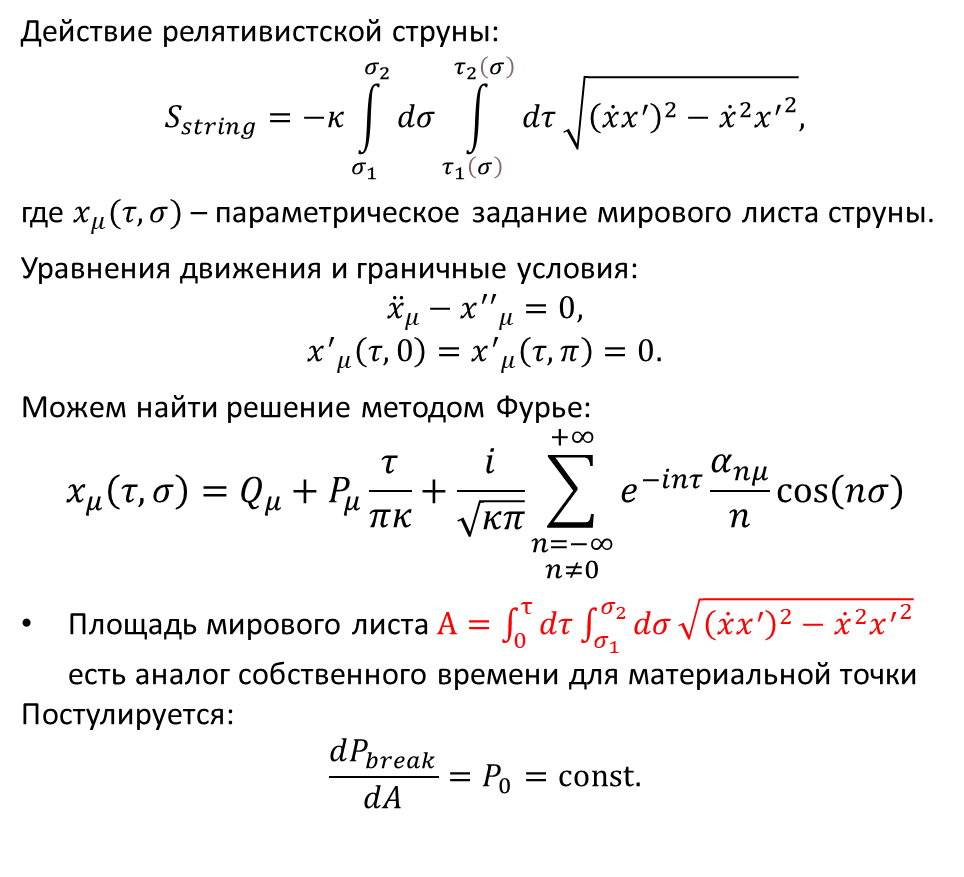 Действие релятивистской струны:
$S_{string} = -\kappa \int_{\sigma_1}^{\sigma_2} d\sigma \int_{\tau_1(\sigma)}^{\tau_2(\sigma)} d\tau \sqrt{(\dot{x}x')^2 - \dot{x}^2 x'^2},$
где $x_\mu(\tau, \sigma)$ – параметрическое задание мирового листа струны.
Уравнения движения и граничные условия:
$\ddot{x}_\mu - x''_\mu = 0,$
$x'_\mu(\tau, 0) = x'_\mu(\tau, \pi) = 0.$
Можем найти решение методом Фурье:
$x_\mu(\tau, \sigma) = Q_\mu + P_\mu \frac{\tau}{\pi\kappa} + \frac{i}{\sqrt{\kappa\pi}} \sum_{\substack{n=-\infty \\ n\neq 0}}^{+\infty} e^{-in\tau} \frac{\alpha_{n\mu}}{n} \cos(n\sigma)$
• Площадь мирового листа $\mathrm{A} = \int_0^\tau d\tau \int_{\sigma_1}^{\sigma_2} d\sigma \sqrt{(\dot{x}x')^2 - \dot{x}^2 x'^2}$
есть аналог собственного времени для материальной точки
Постулируется:
$\frac{dP_{break}}{dA} = P_0 = \text{const.}$